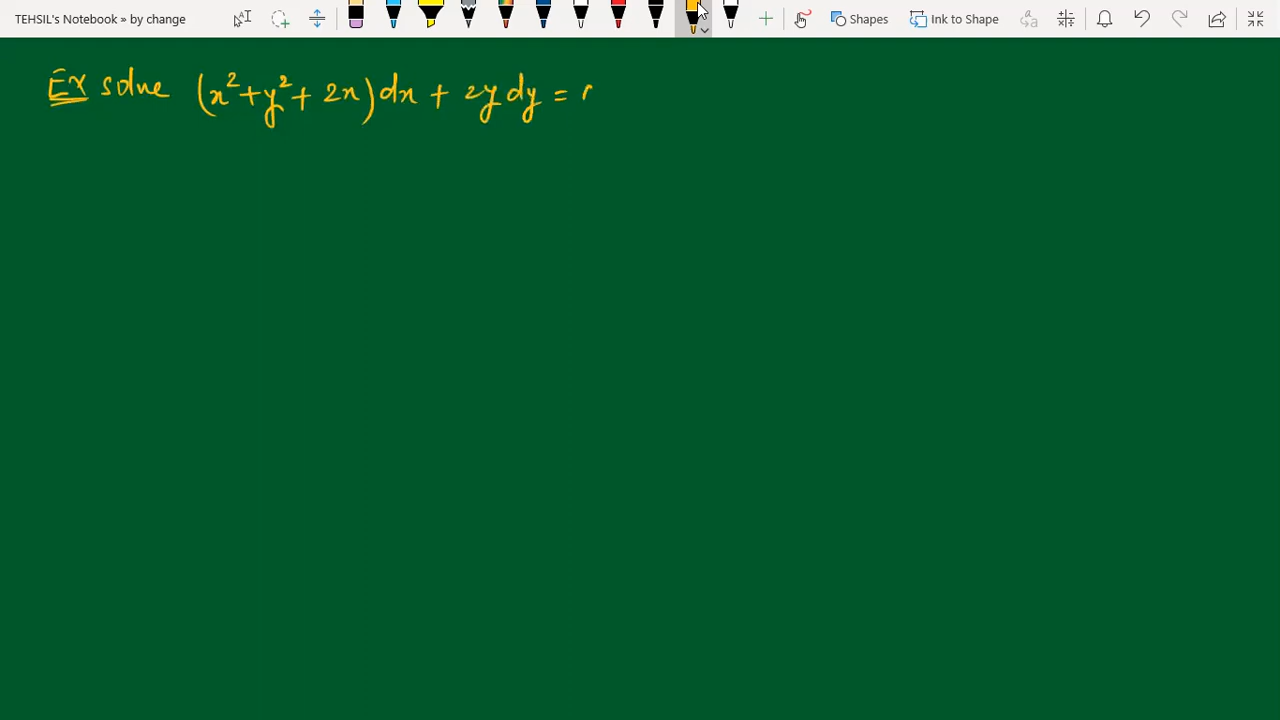 TEHSIL's Notebook » by change Shapes Ink to Shape
Ex solve (x²+y²+2x)dx + 2y dy =